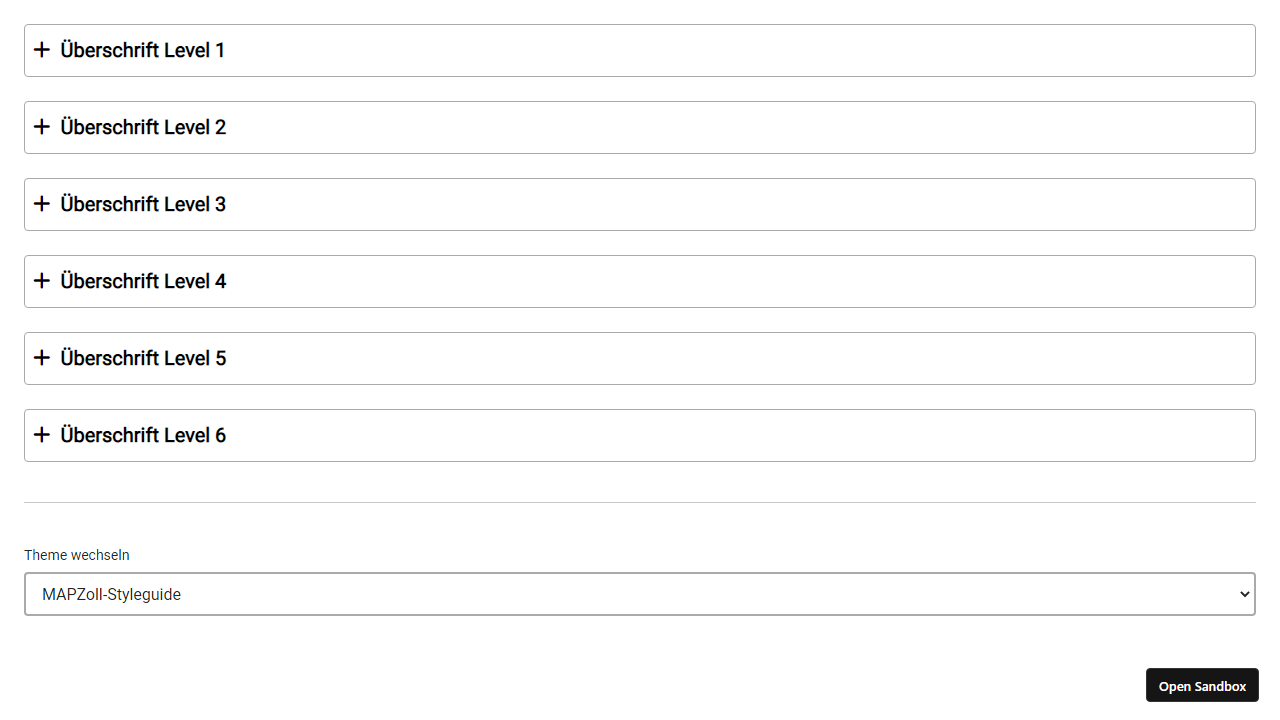 Überschrift Level 1
Überschrift Level 2
Überschrift Level 3
Überschrift Level 4
Überschrift Level 5
Überschrift Level 6
Theme wechseln
MAPZoll-Styleguide
Open Sandbox